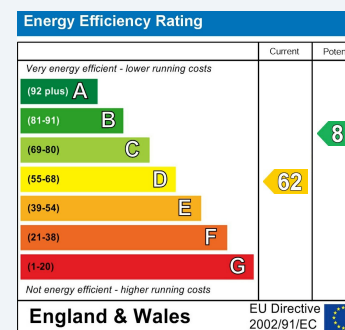 Energy Efficiency Rating
Current
Very energy efficient - lower running costs
(92 plus) A
(81-91) B
(69-80) C
(55-68) D
62
(39-54) E
(21-38) F
(1-20) G
Not energy efficient - higher running costs
England & Wales
EU Directive
2002/91/EC